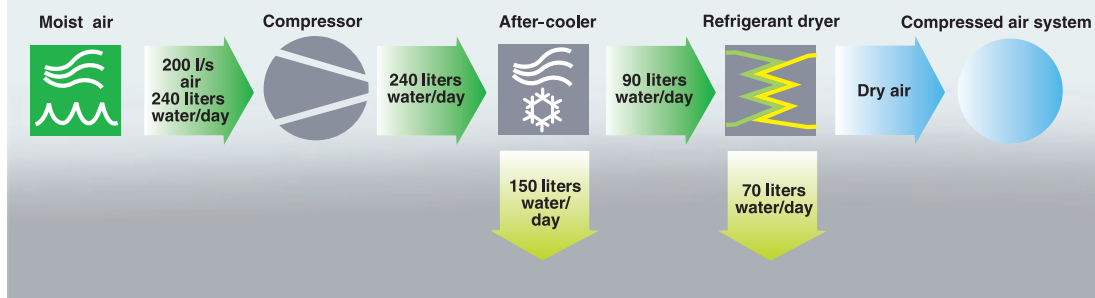 Moist air
Compressor
After-cooler
Refrigerant dryer
Compressed air system
200 l/s
air
240 liters
water/day
240 liters
water/day
90 liters
water/day
Dry air
150 liters
water/
day
70 liters
water/day